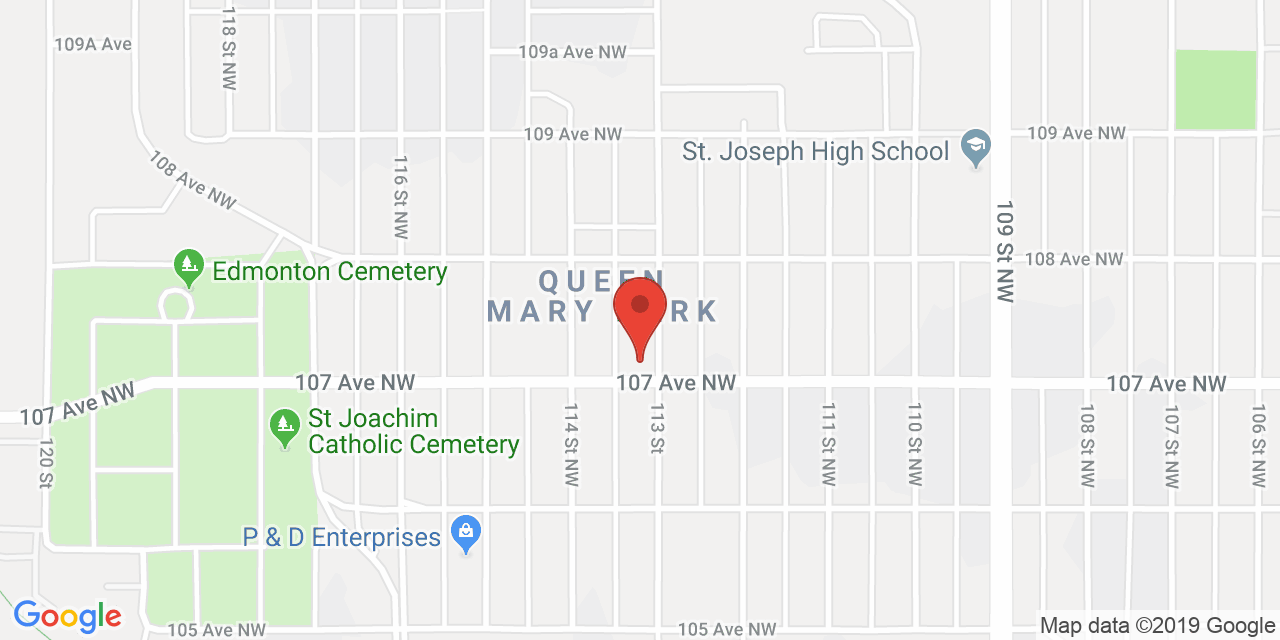 118 St NW
109A Ave
109a Ave NW
109 Ave NW
109 Ave NW
St. Joseph High School
108 Ave NW
116 St NW
109 St NW
108 Ave NW
Edmonton Cemetery
QUEEN
MARY
107 Ave NW
107 Ave NW
107 Ave NW
107 Ave NW
St Joachim
Catholic Cemetery
120 St
114 St NW
113 St
111 St NW
110 St NW
108 St NW
107 St NW
106 St NW
P & D Enterprises
Google
105 Ave NW
105 Ave NW
Map data ©2019 Google